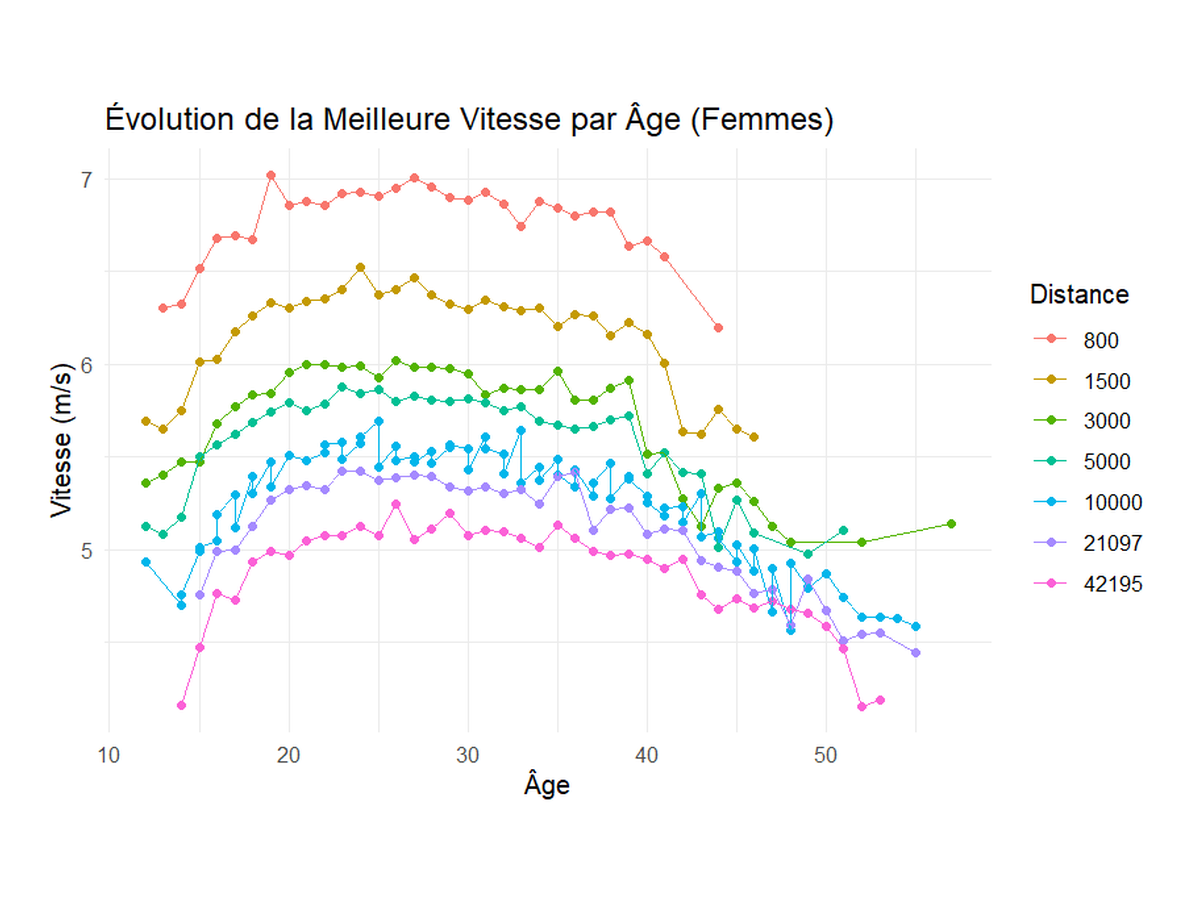 Évolution de la Meilleure Vitesse par Âge (Femmes)
7
6
5
Vitesse (m/s)
10 20 30 40 50
Âge
Distance
800
1500
3000
5000
10000
21097
42195